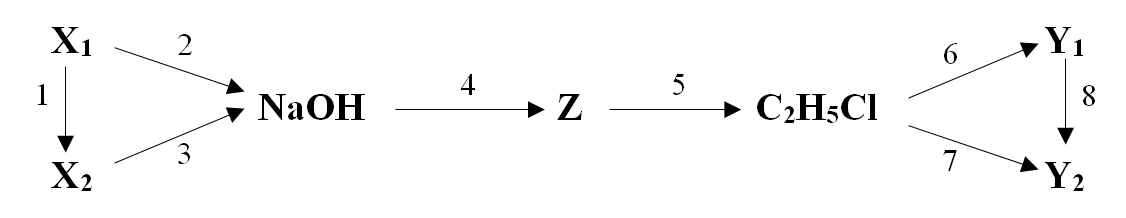 X₁ 2 6 Y₁
1 NaOH 4 Z 5 C₂H₅Cl 8
X₂ 3 7 Y₂